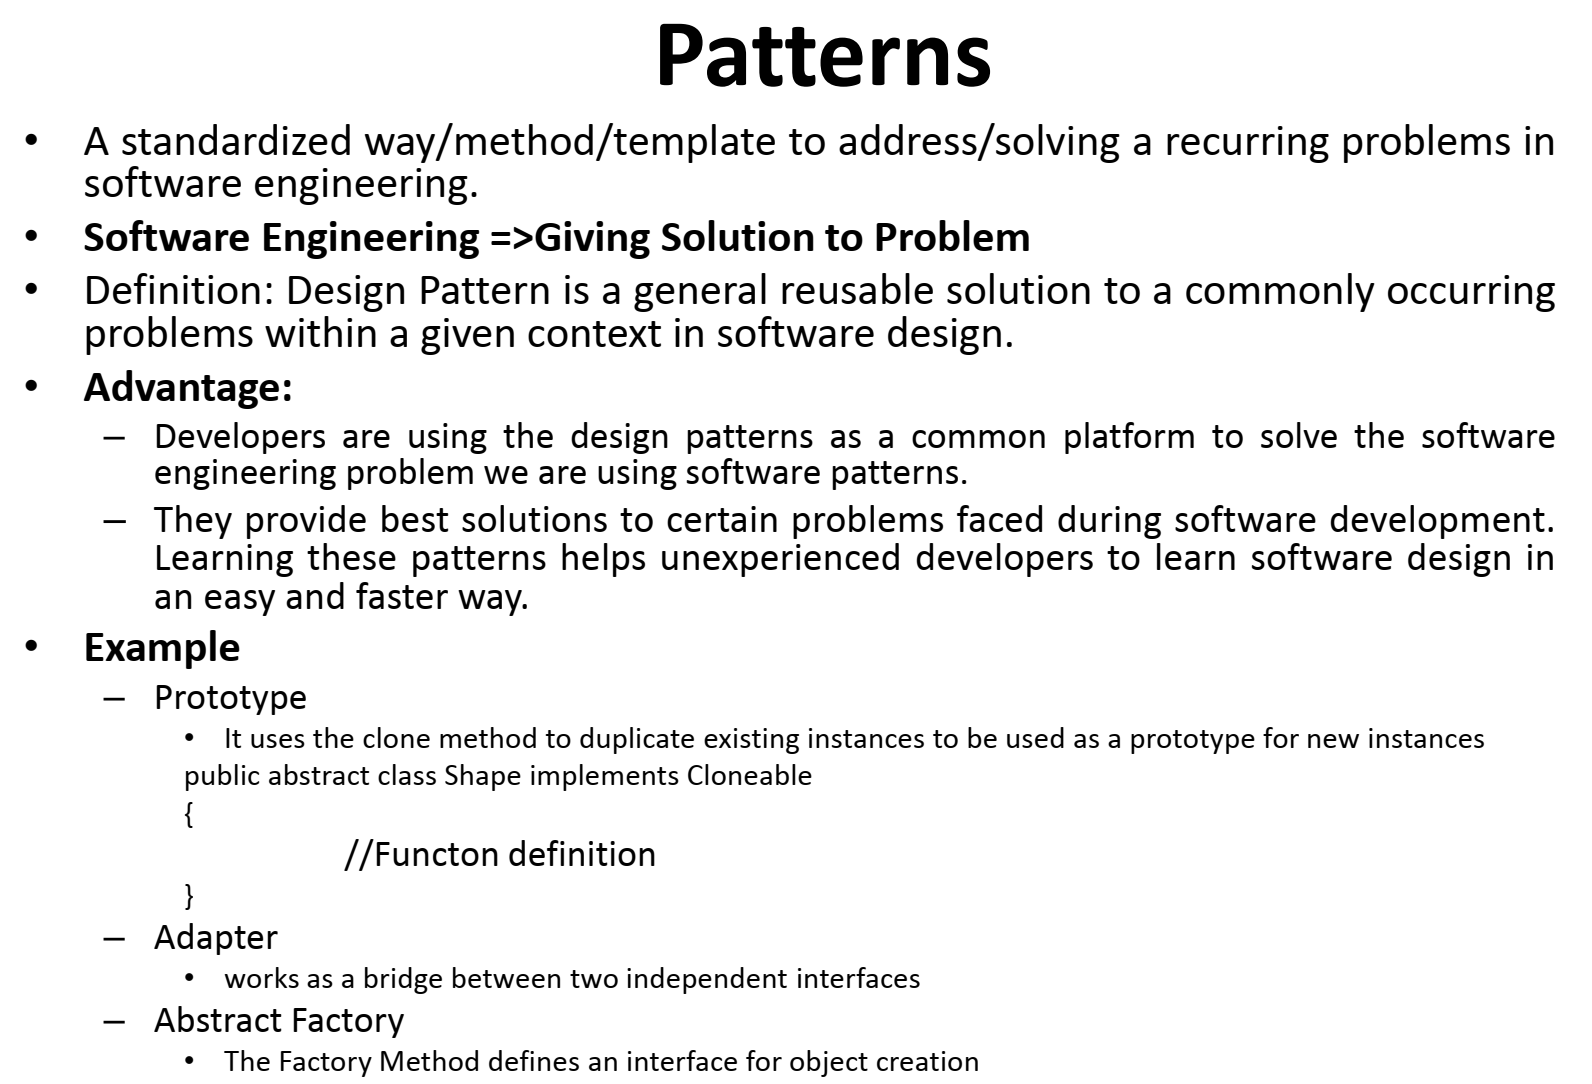 Patterns
• A standardized way/method/template to address/solving a recurring problems in
software engineering.
• Software Engineering =>Giving Solution to Problem
• Definition: Design Pattern is a general reusable solution to a commonly occurring
problems within a given context in software design.
• Advantage:
– Developers are using the design patterns as a common platform to solve the software
engineering problem we are using software patterns.
– They provide best solutions to certain problems faced during software development.
Learning these patterns helps unexperienced developers to learn software design in
an easy and faster way.
• Example
– Prototype
• It uses the clone method to duplicate existing instances to be used as a prototype for new instances
public abstract class Shape implements Cloneable
{
//Functon definition
}
– Adapter
• works as a bridge between two independent interfaces
– Abstract Factory
• The Factory Method defines an interface for object creation